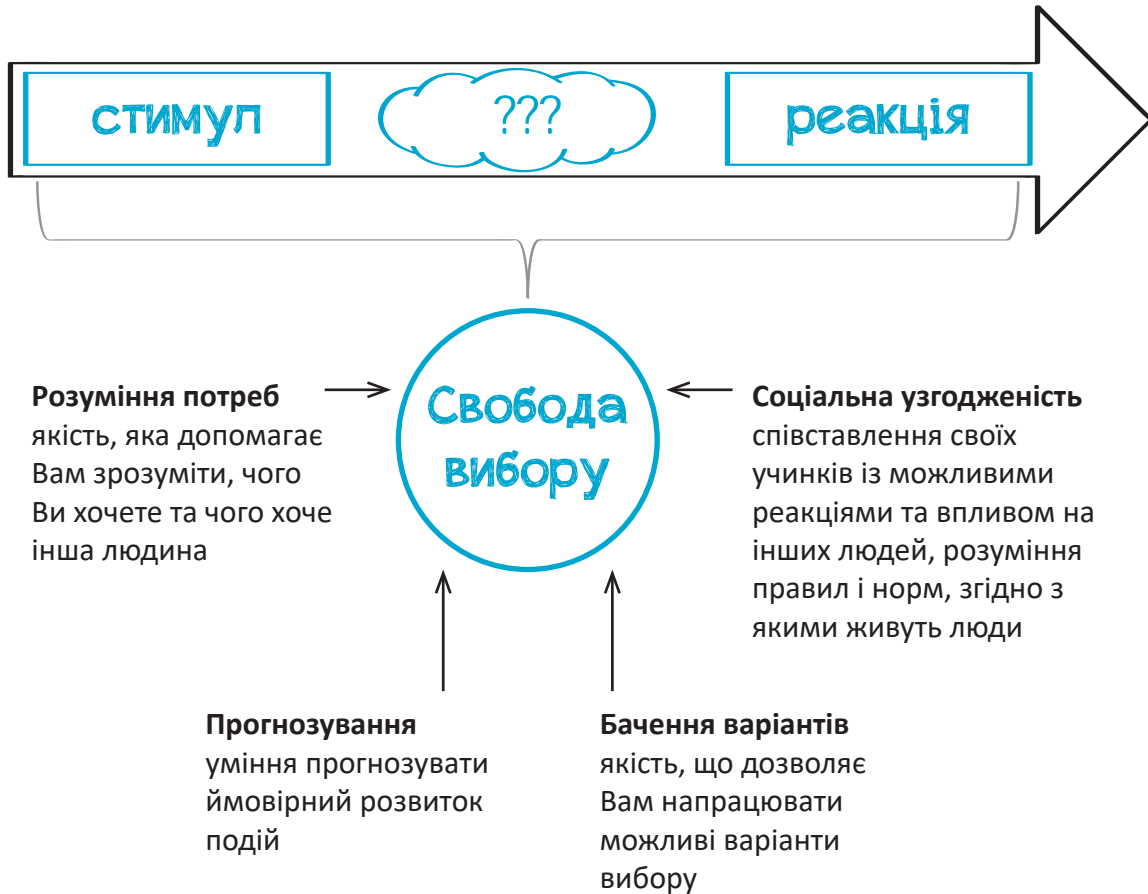 стимул
???
реакція
Свобода
вибору
Розуміння потреб
якість, яка допомагає
Вам зрозуміти, чого
Ви хочете та чого хоче
інша людина
Соціальна узгодженість
співставлення своїх
учинків із можливими
реакціями та впливом на
інших людей, розуміння
правил і норм, згідно з
якими живуть люди
Прогнозування
уміння прогнозувати
ймовірний розвиток
подій
Бачення варіантів
якість, що дозволяє
Вам напрацювати
можливі варіанти
вибору